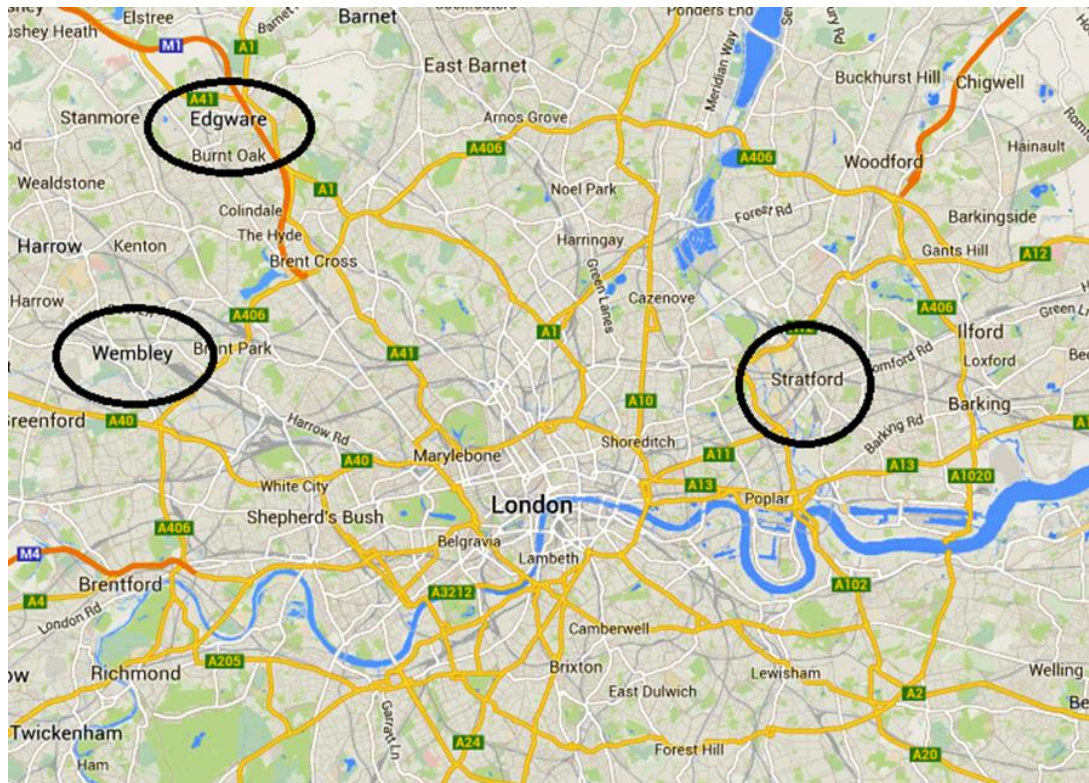 Elstree
Barnet
Ponders End
ushey Heath
M1
A1
East Barnet
Meridian Way
Buckhurst Hill
Chigwell
A41
Stanmore
Edgware
Arnos Grove
Burnt Oak
A406
A406
Woodford
Hainault
Wealdstone
A1
Noel Park
Colindale
Forest Rd
Barkingside
The Hyde
Harringay
Harrow
Kenton
Brent Cross
Gants Hill
A12
Green Lanes
Cazenove
Harrow
A406
A406
A1
Ilford
Green
Wembley
Brent Park
A41
omford Rd
Loxford
Stratford
A10
Barking
Greenford
A40
Harrow Rd
Shoreditch
Barking Rd
Marylebone
A11
A40
A13
A1020
White City
A13
Poplar
London
Shepherd's Bush
A406
Belgravia
Lambeth
M4
Brentford
A4
A3212
A102
London Rd
Camberwell
Richmond
A205
Brixton
Lewisham
Welling
East Dulwich
A2
Twickenham
Garratt Ln
A24
Forest Hill
A20
Ham